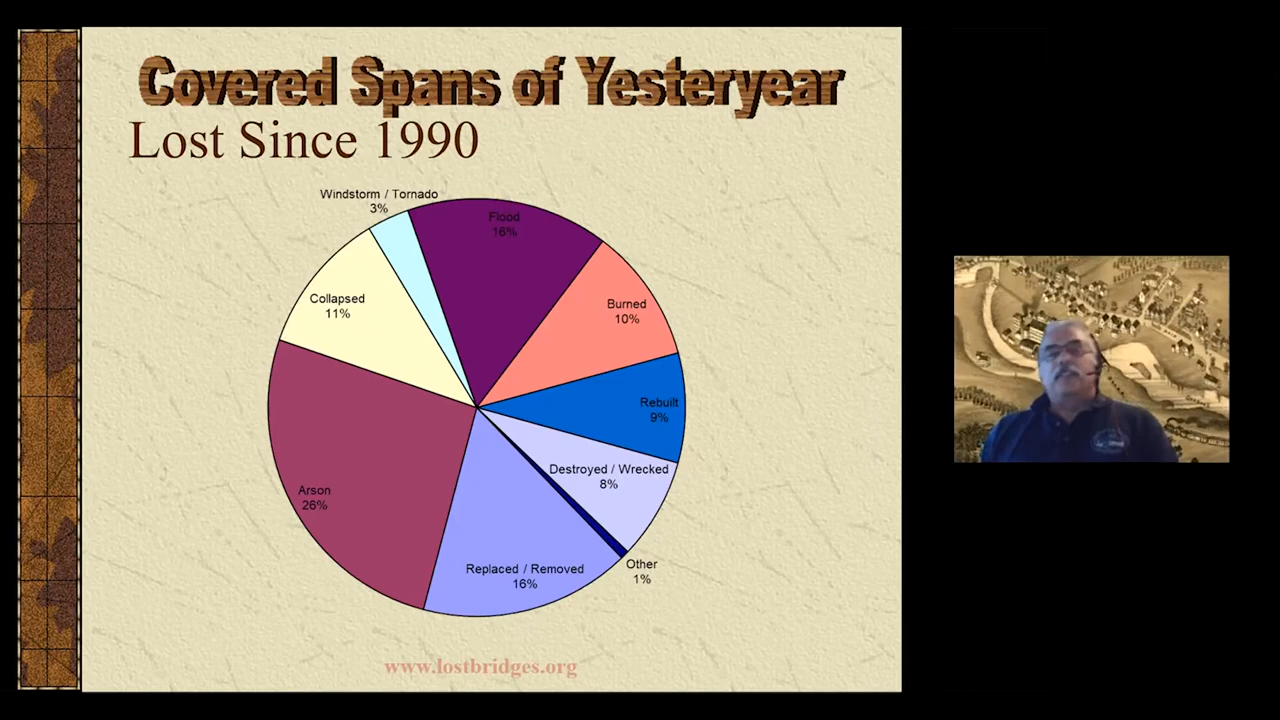 Covered Spans of Yesteryear
Lost Since 1990
Windstorm / Tornado
3%
Flood
16%
Burned
10%
Collapsed
11%
Rebuilt
9%
Destroyed / Wrecked
8%
Arson
26%
Other
1%
Replaced / Removed
16%
www.lostbridges.org